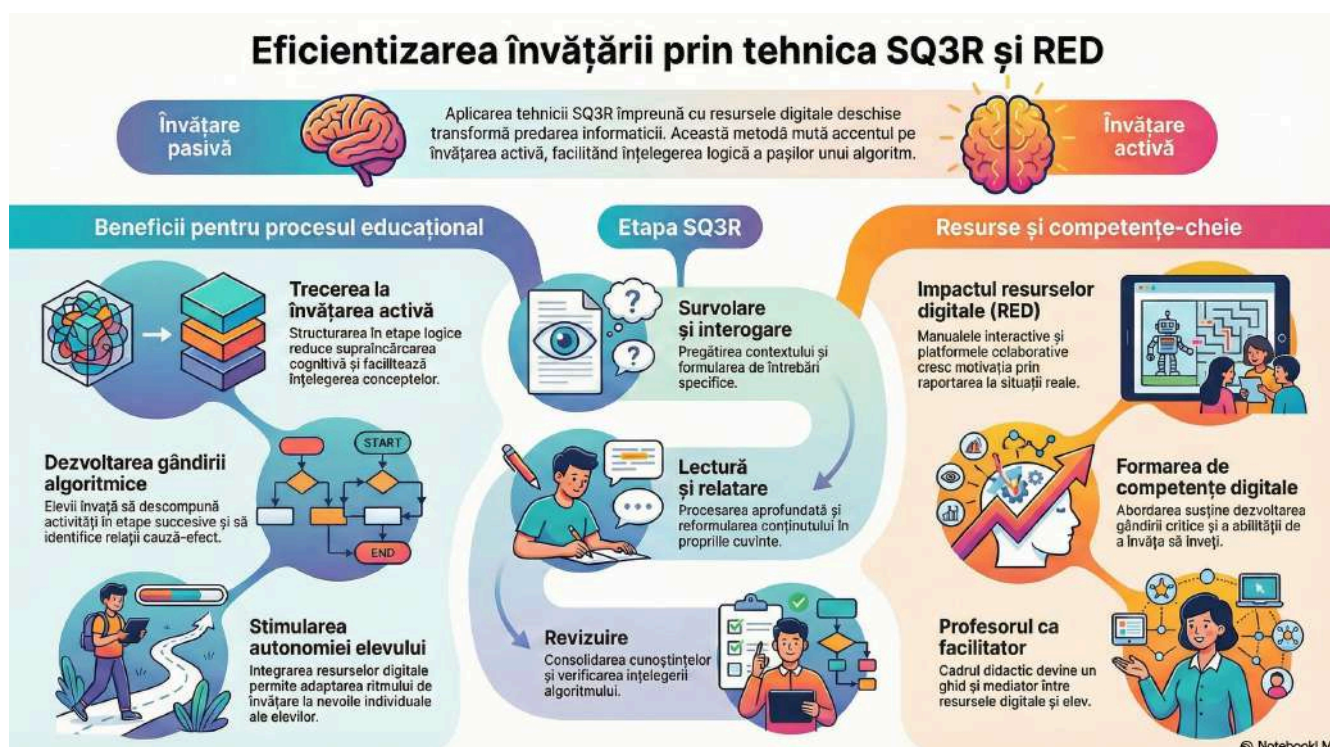 Eficientizarea învățării prin tehnica SQ3R și RED
Învățare
pasivă
Aplicarea tehnicii SQ3R împreună cu resursele digitale deschise
transformă predarea informaticii. Această metodă mută accentul pe
învățarea activă, facilitând înțelegerea logică a pașilor unui algoritm.
Învățare
activă
Beneficii pentru procesul educațional
Trecerea la
învățarea activă
Structurarea în etape logice
reduce supraîncărcarea
cognitivă și facilitează
înțelegerea conceptelor.
Dezvoltarea gândirii
algoritmice
Elevii învață să descompună
activități în etape succesive și să
identifice relații cauză-efect.
START
END
Stimularea
autonomiei elevului
Integrarea resurselor digitale
permite adaptarea ritmului de
învățare la nevoile individuale
ale elevilor.
Etapa SQ3R
?
?
Survolare
și interogare
Pregătirea contextului și
formularea de întrebări
specifice.
Lectură
și relatare
Procesarea aprofundată și
reformularea conținutului în
propriile cuvinte.
Revizuire
Consolidarea cunoștințelor
și verificarea înțelegerii
algoritmului.
Resurse și competențe-cheie
Impactul resurselor
digitale (RED)
Manualele interactive și
platformele colaborative
cresc motivația prin
raportarea la situații reale.
Formarea de
competențe digitale
Abordarea susține dezvoltarea
gândirii critice și a abilității de
a învăța să înveți.
Profesorul ca
facilitator
Cadrul didactic devine un
ghid și mediator între
resursele digitale și elev.
NotebookLM